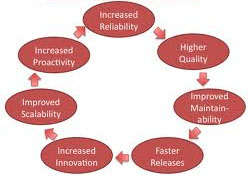 Increased
Reliability
Higher
Quality
Improved
Maintain-
ability
Faster
Releases
Increased
Innovation
Improved
Scalability
Increased
Proactivity